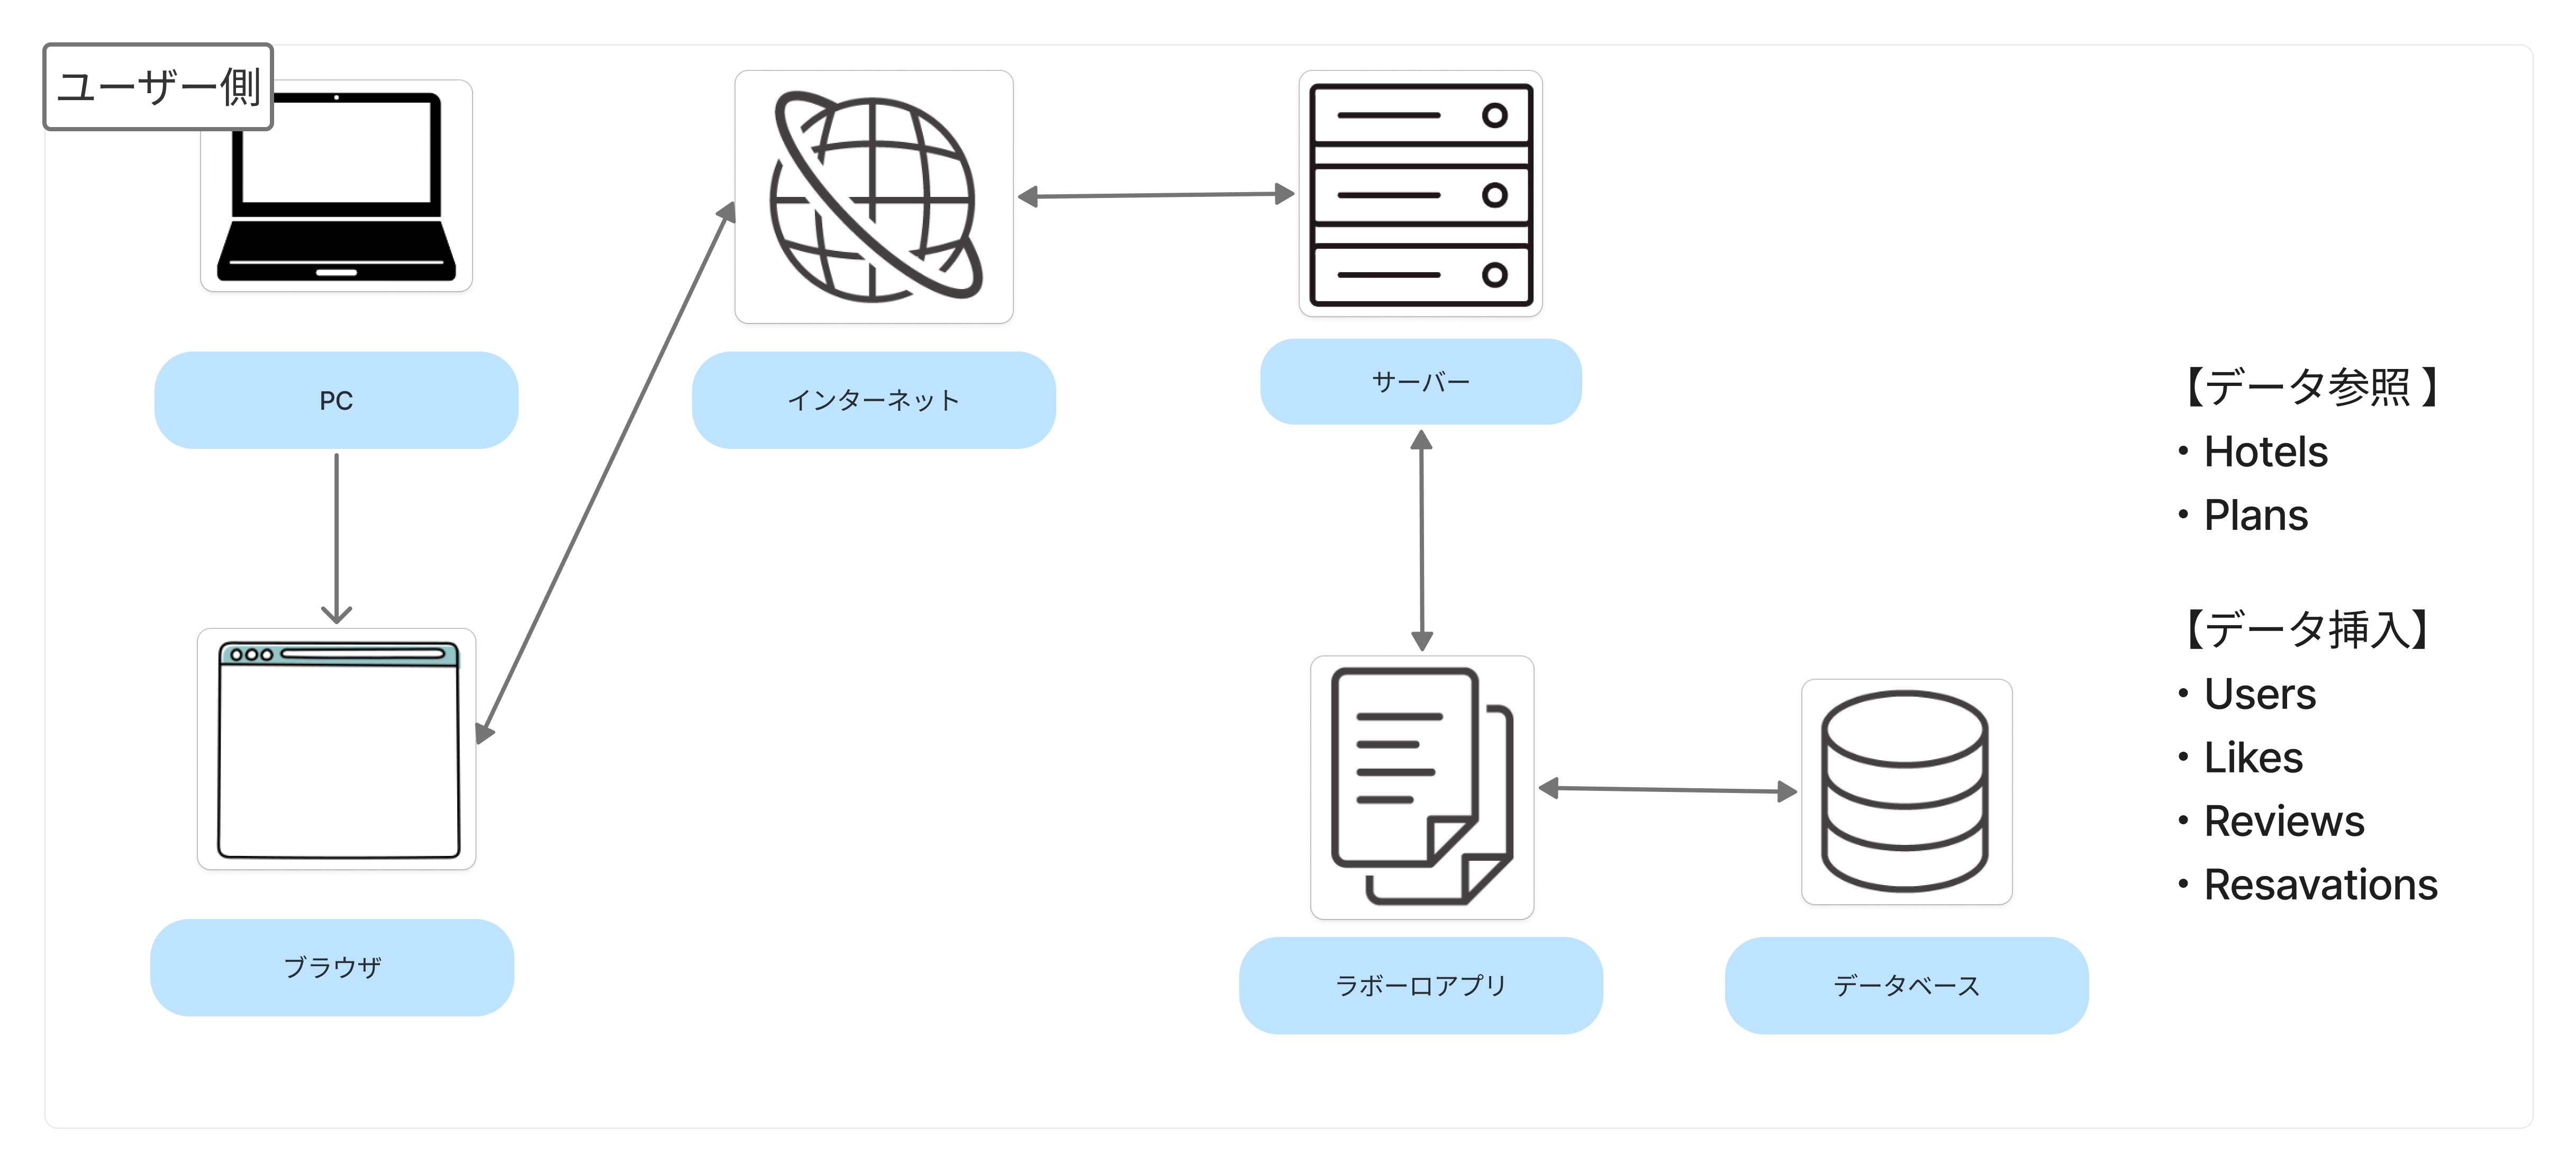 ユーザー側
PC
インターネット
サーバー
ブラウザ
ラボーロアプリ
データベース
【データ参照 】
・Hotels
・Plans
【データ挿入】
・Users
・Likes
・Reviews
・Resavations